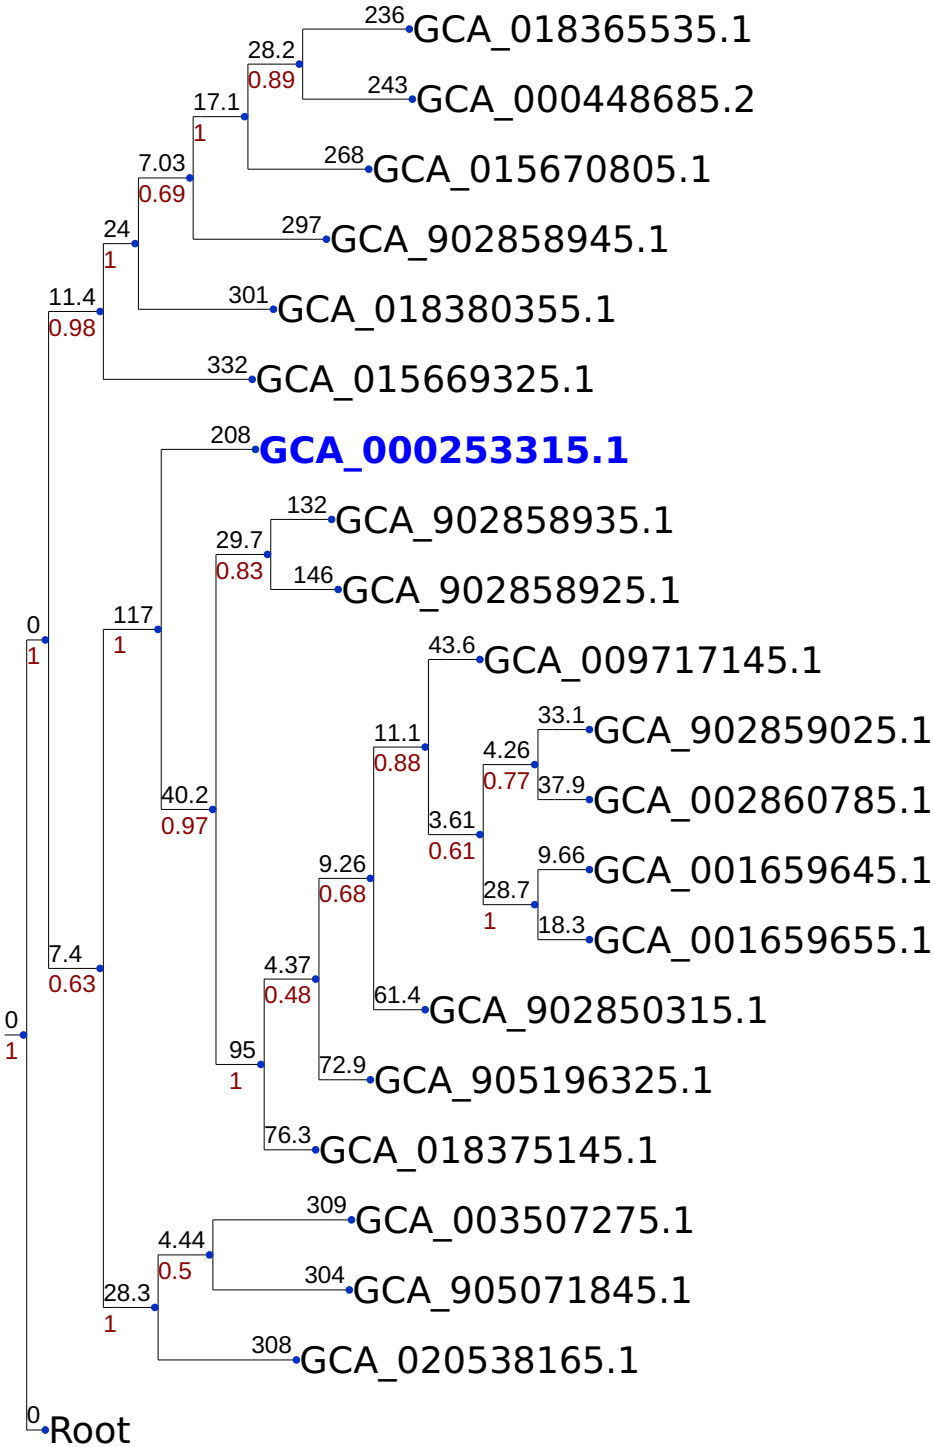 236
GCA_018365535.1
28.2
0.89
243
GCA_000448685.2
17.1
1
268
GCA_015670805.1
7.03
0.69
297
GCA_902858945.1
24
1
301
GCA_018380355.1
11.4
0.98
332
GCA_015669325.1
208
GCA_000253315.1
132
GCA_902858935.1
29.7
0.83
146
GCA_902858925.1
117
1
0
1
43.6
GCA_009717145.1
33.1
GCA_902859025.1
11.1
0.88
4.26
0.77
37.9
GCA_002860785.1
40.2
0.97
3.61
0.61
9.66
GCA_001659645.1
9.26
0.68
28.7
1
18.3
GCA_001659655.1
7.4
0.63
4.37
0.48
61.4
GCA_902850315.1
0
1
95
1
72.9
GCA_905196325.1
76.3
GCA_018375145.1
309
GCA_003507275.1
4.44
0.5
304
GCA_905071845.1
28.3
1
308
GCA_020538165.1
0
Root